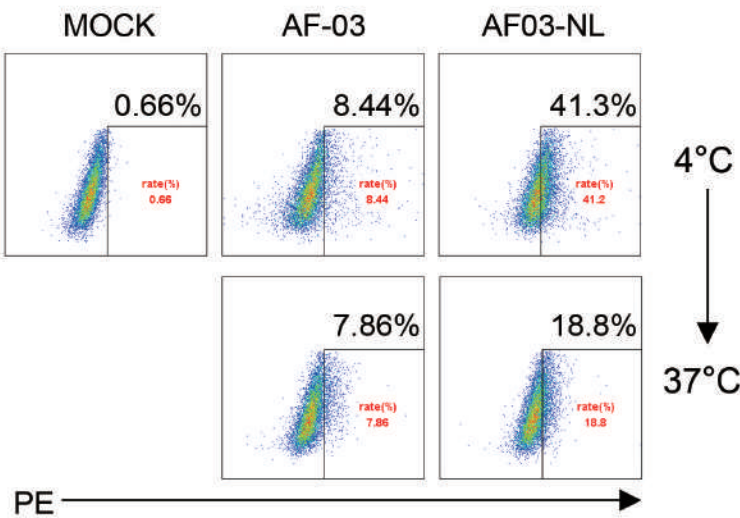 MOCK AF-03 AF03-NL
0.66% 8.44% 41.3%
4°C
rate(%) rate(%) rate(%)
0.66 8.44 41.2
7.86% 18.8%
37°C
rate(%) rate(%)
7.86 18.8
PE